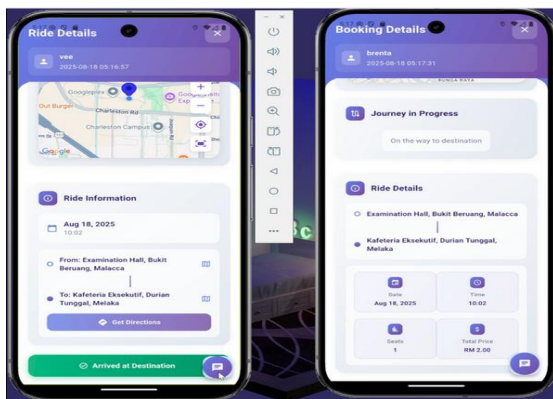 Ride Details
vee
2025-08-18 05:16:57
Googleplex
Gut Burger
Charleston Rd
Charleston Campus
Google
Ride Information
Aug 18, 2025
10:02
From: Examination Hall, Bukit
Beruang, Malacca
To: Kafeteria Eksekutif, Durian
Tunggal, Melaka
Get Directions
Arrived at Destination
Booking Details
brenta
2025-08-18 05:17:31
BUNGA RAYA
Journey in Progress
On the way to destination
Ride Details
Examination Hall, Bukit Beruang, Malacca
Kafeteria Eksekutif, Durian Tunggal,
Melaka
Date
Aug 18, 2025
Time
10:02
Seats
1
Total Price
RM 2.00